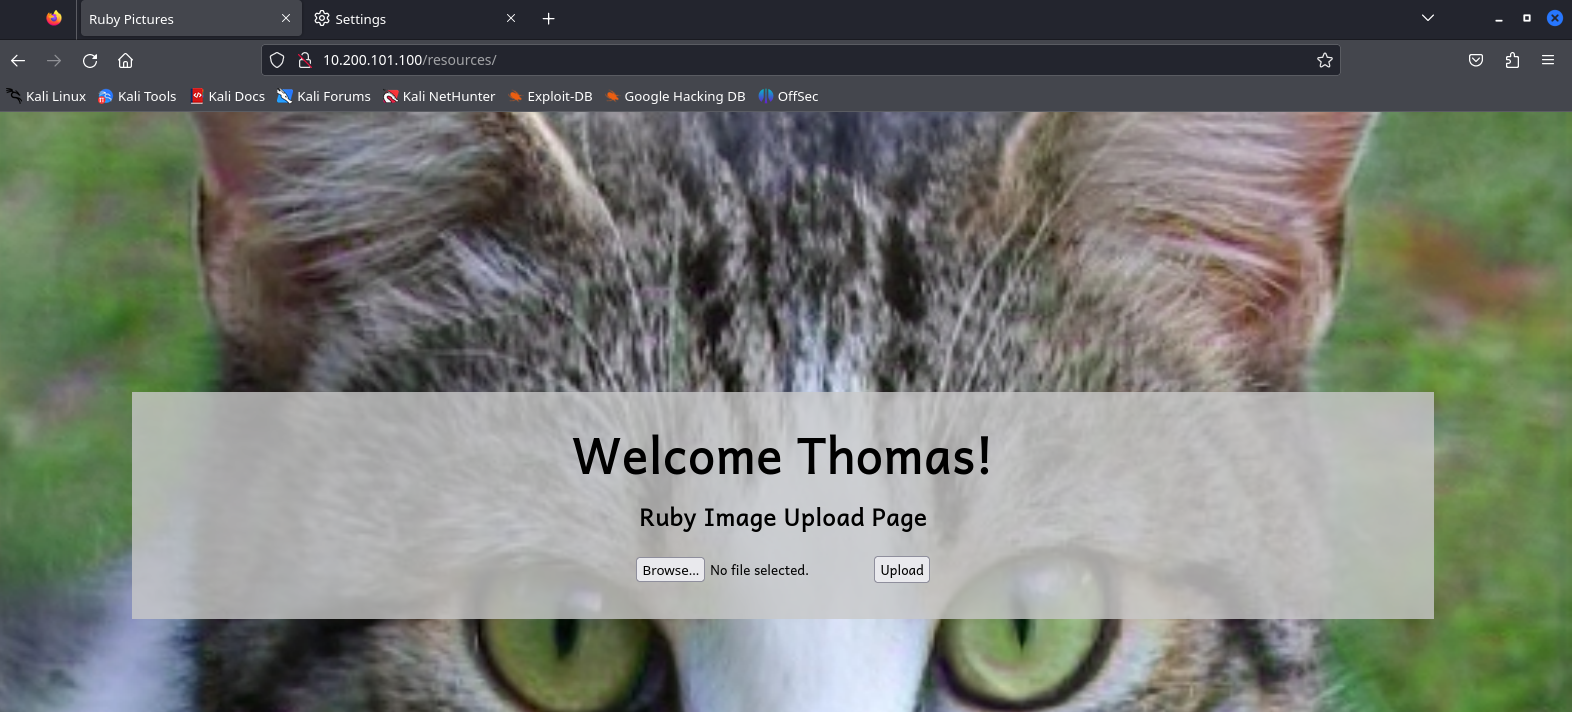 Ruby Pictures
Settings
10.200.101.100/resources/
Kali Linux
Kali Tools
Kali Docs
Kali Forums
Kali NetHunter
Exploit-DB
Google Hacking DB
OffSec
Welcome Thomas!
Ruby Image Upload Page
Browse... No file selected. Upload